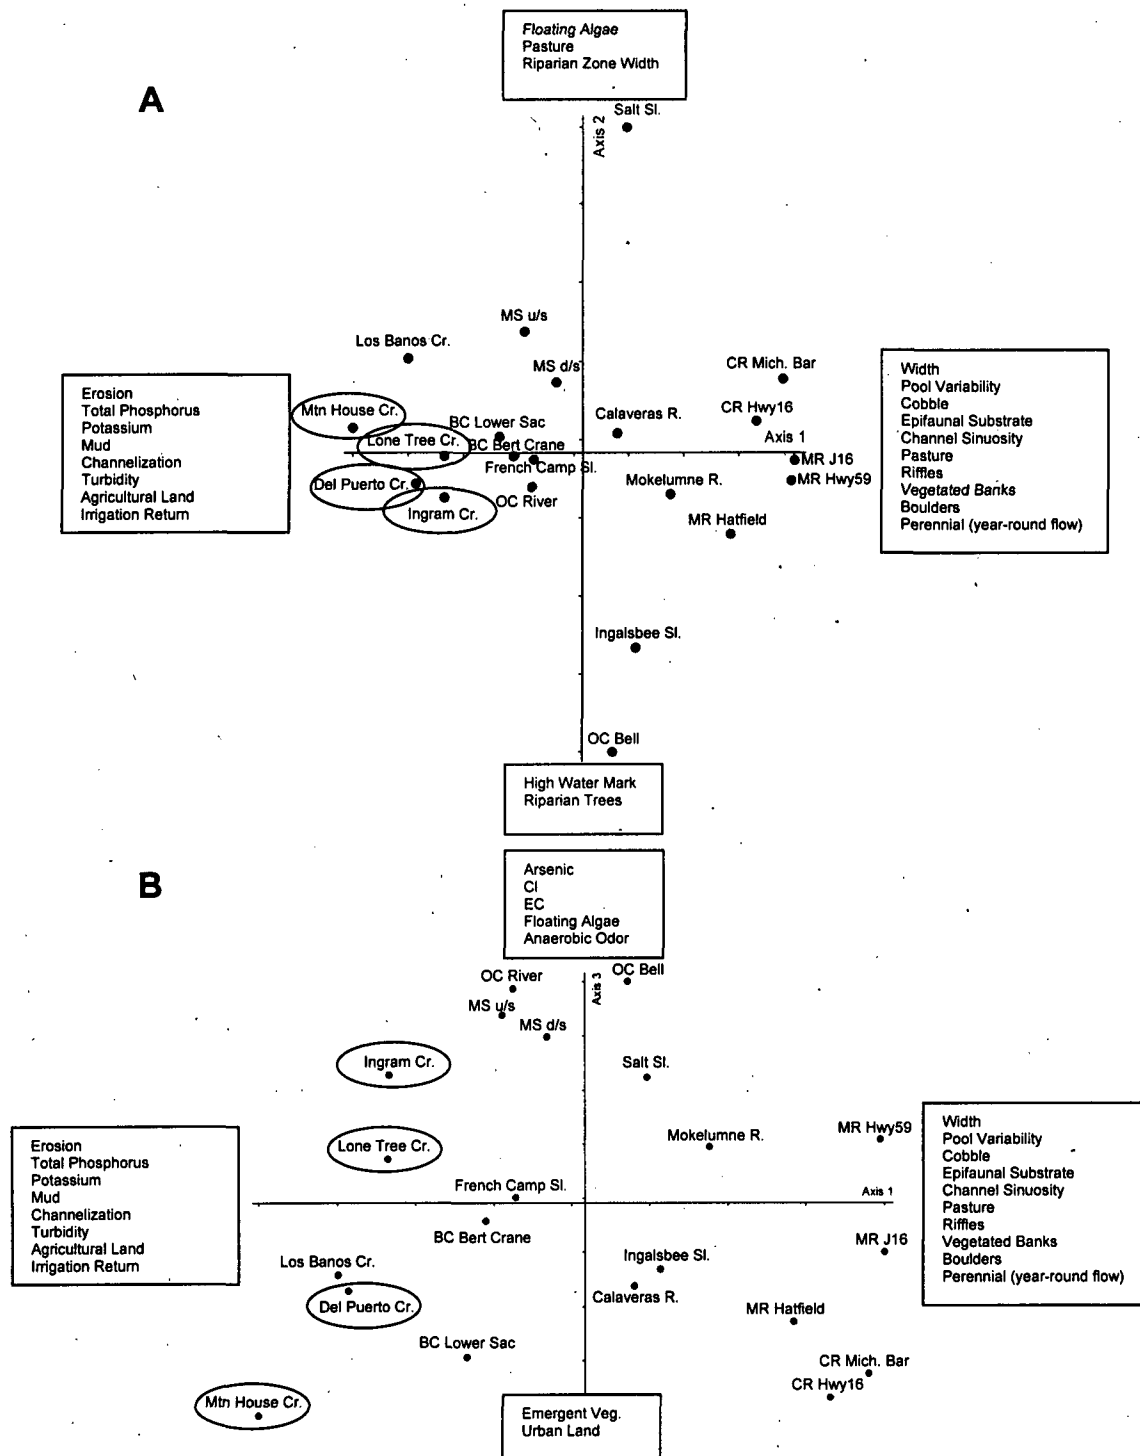 Floating Algae
Pasture
Riparian Zone Width
A
Salt Sl.
Axis 2
MS u/s
Los Banos Cr.
MS d/s
CR Mich. Bar
Erosion
Total Phosphorus
Potassium
Mud
Channelization
Turbidity
Agricultural Land
Irrigation Return
Mtn House Cr.
BC Lower Sac
Calaveras R.
CR Hwy16
Lone Tree Cr.
BC Bert Crane
Axis 1
French Camp Sl.
MR J16
Del Puerto Cr.
OC River
Mokelumne R.
MR Hwy59
Ingram Cr.
MR Hatfield
Width
Pool Variability
Cobble
Epifaunal Substrate
Channel Sinuosity
Pasture
Riffles
Vegetated Banks
Boulders
Perennial (year-round flow)
Ingalsbee Sl.
OC Bell
High Water Mark
Riparian Trees
B
Arsenic
Cl
EC
Floating Algae
Anaerobic Odor
OC River
OC Bell
Axis 3
MS u/s
MS d/s
Ingram Cr.
Salt Sl.
Lone Tree Cr.
Mokelumne R.
MR Hwy59
Erosion
Total Phosphorus
Potassium
Mud
Channelization
Turbidity
Agricultural Land
Irrigation Return
French Camp Sl.
Axis 1
BC Bert Crane
MR J16
Los Banos Cr.
Ingalsbee Sl.
Del Puerto Cr.
Calaveras R.
MR Hatfield
Width
Pool Variability
Cobble
Epifaunal Substrate
Channel Sinuosity
Pasture
Riffles
Vegetated Banks
Boulders
Perennial (year-round flow)
BC Lower Sac
CR Mich. Bar
CR Hwy16
Mtn House Cr.
Emergent Veg.
Urban Land